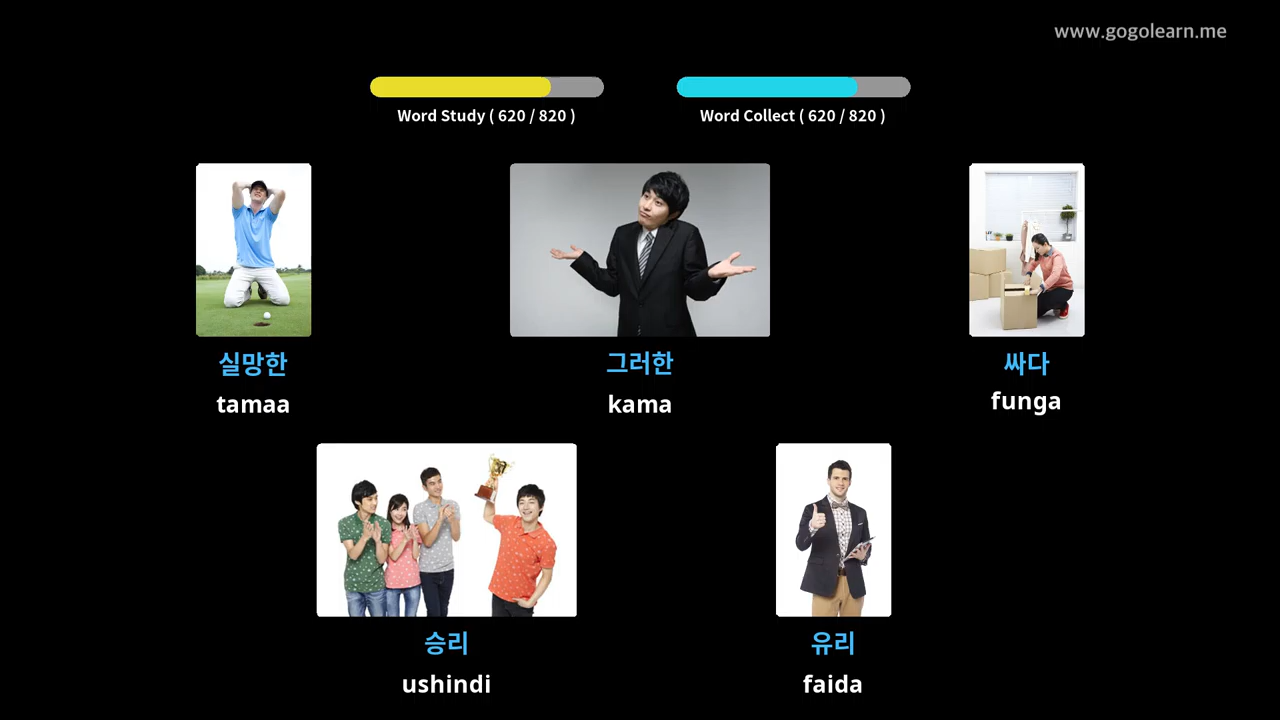 www.gogolearn.me
Word Study ( 620 / 820 )
Word Collect ( 620 / 820 )
실망한
tamaa
그러한
kama
싸다
funga
승리
ushindi
유리
faida